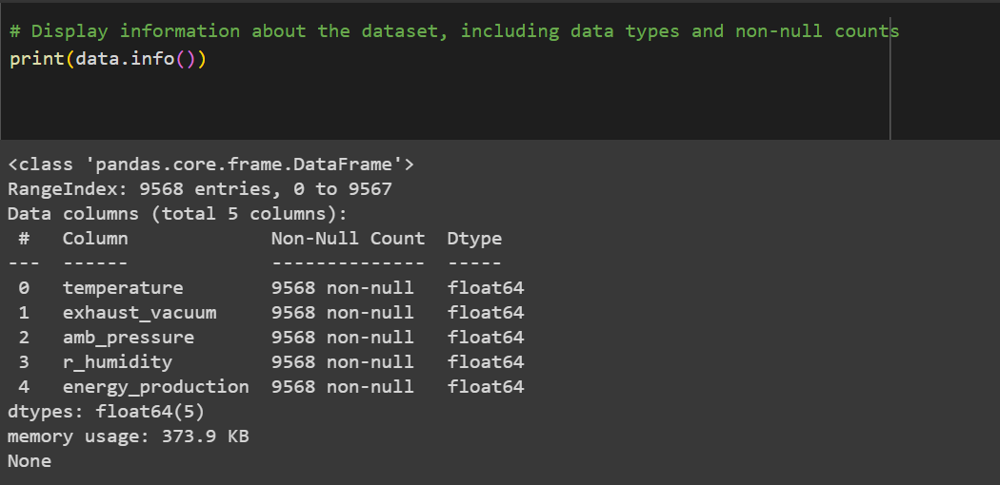 # Display information about the dataset, including data types and non-null counts
print(data.info())
<class 'pandas.core.frame.DataFrame'>
RangeIndex: 9568 entries, 0 to 9567
Data columns (total 5 columns):
 #   Column             Non-Null Count  Dtype
---  ------             --------------  -----
 0   temperature        9568 non-null   float64
 1   exhaust_vacuum     9568 non-null   float64
 2   amb_pressure       9568 non-null   float64
 3   r_humidity         9568 non-null   float64
 4   energy_production  9568 non-null   float64
dtypes: float64(5)
memory usage: 373.9 KB
None